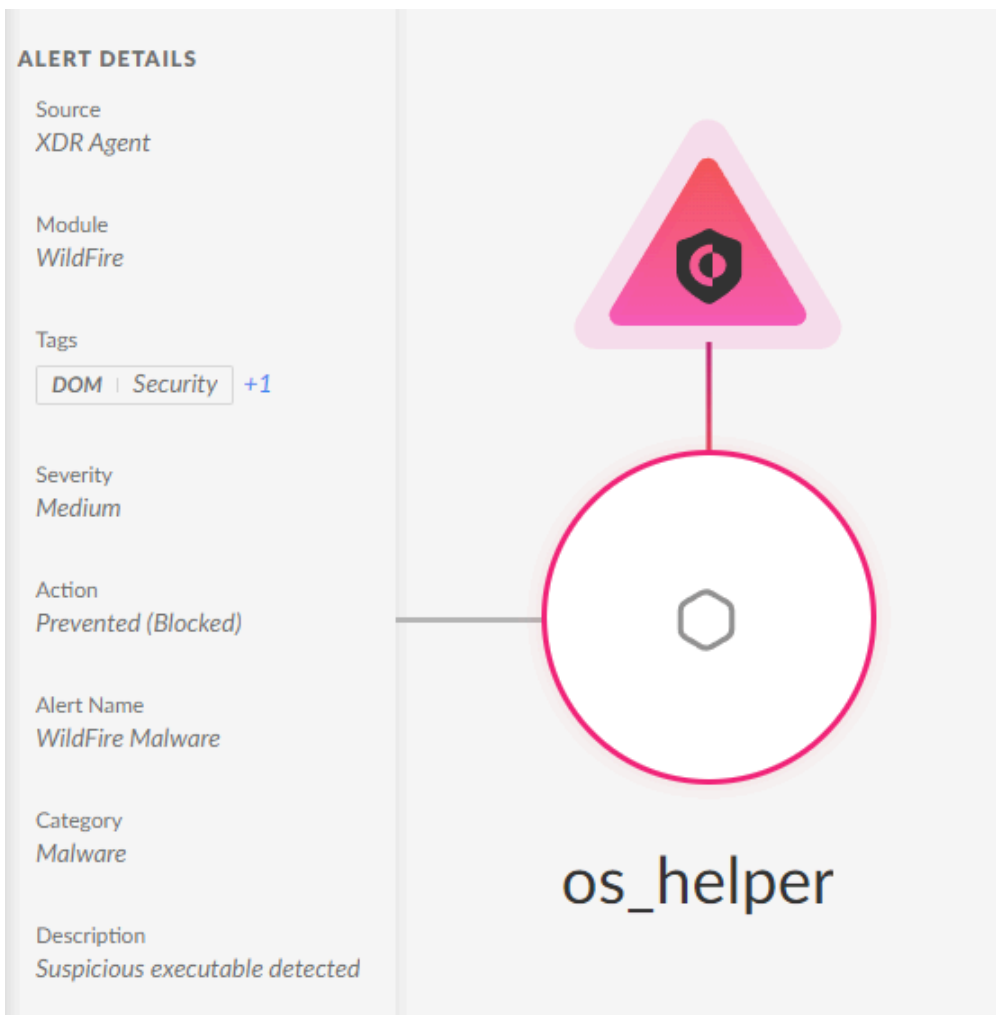 ALERT DETAILS
Source
XDR Agent
Module
WildFire
Tags
DOM | Security +1
Severity
Medium
Action
Prevented (Blocked)
Alert Name
WildFire Malware
Category
Malware
Description
Suspicious executable detected
os_helper